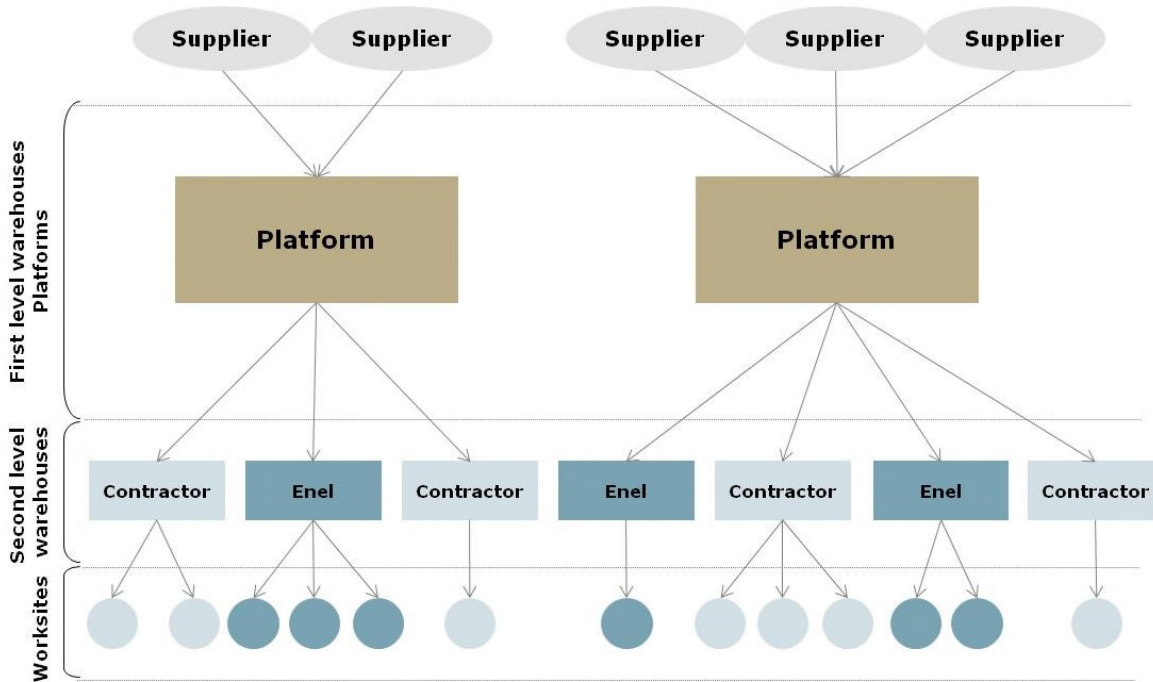 Supplier
Supplier
Supplier
Supplier
Supplier
First level warehouses
Platforms
Platform
Platform
Second level
warehouses
Contractor
Enel
Contractor
Enel
Contractor
Enel
Contractor
Worksites